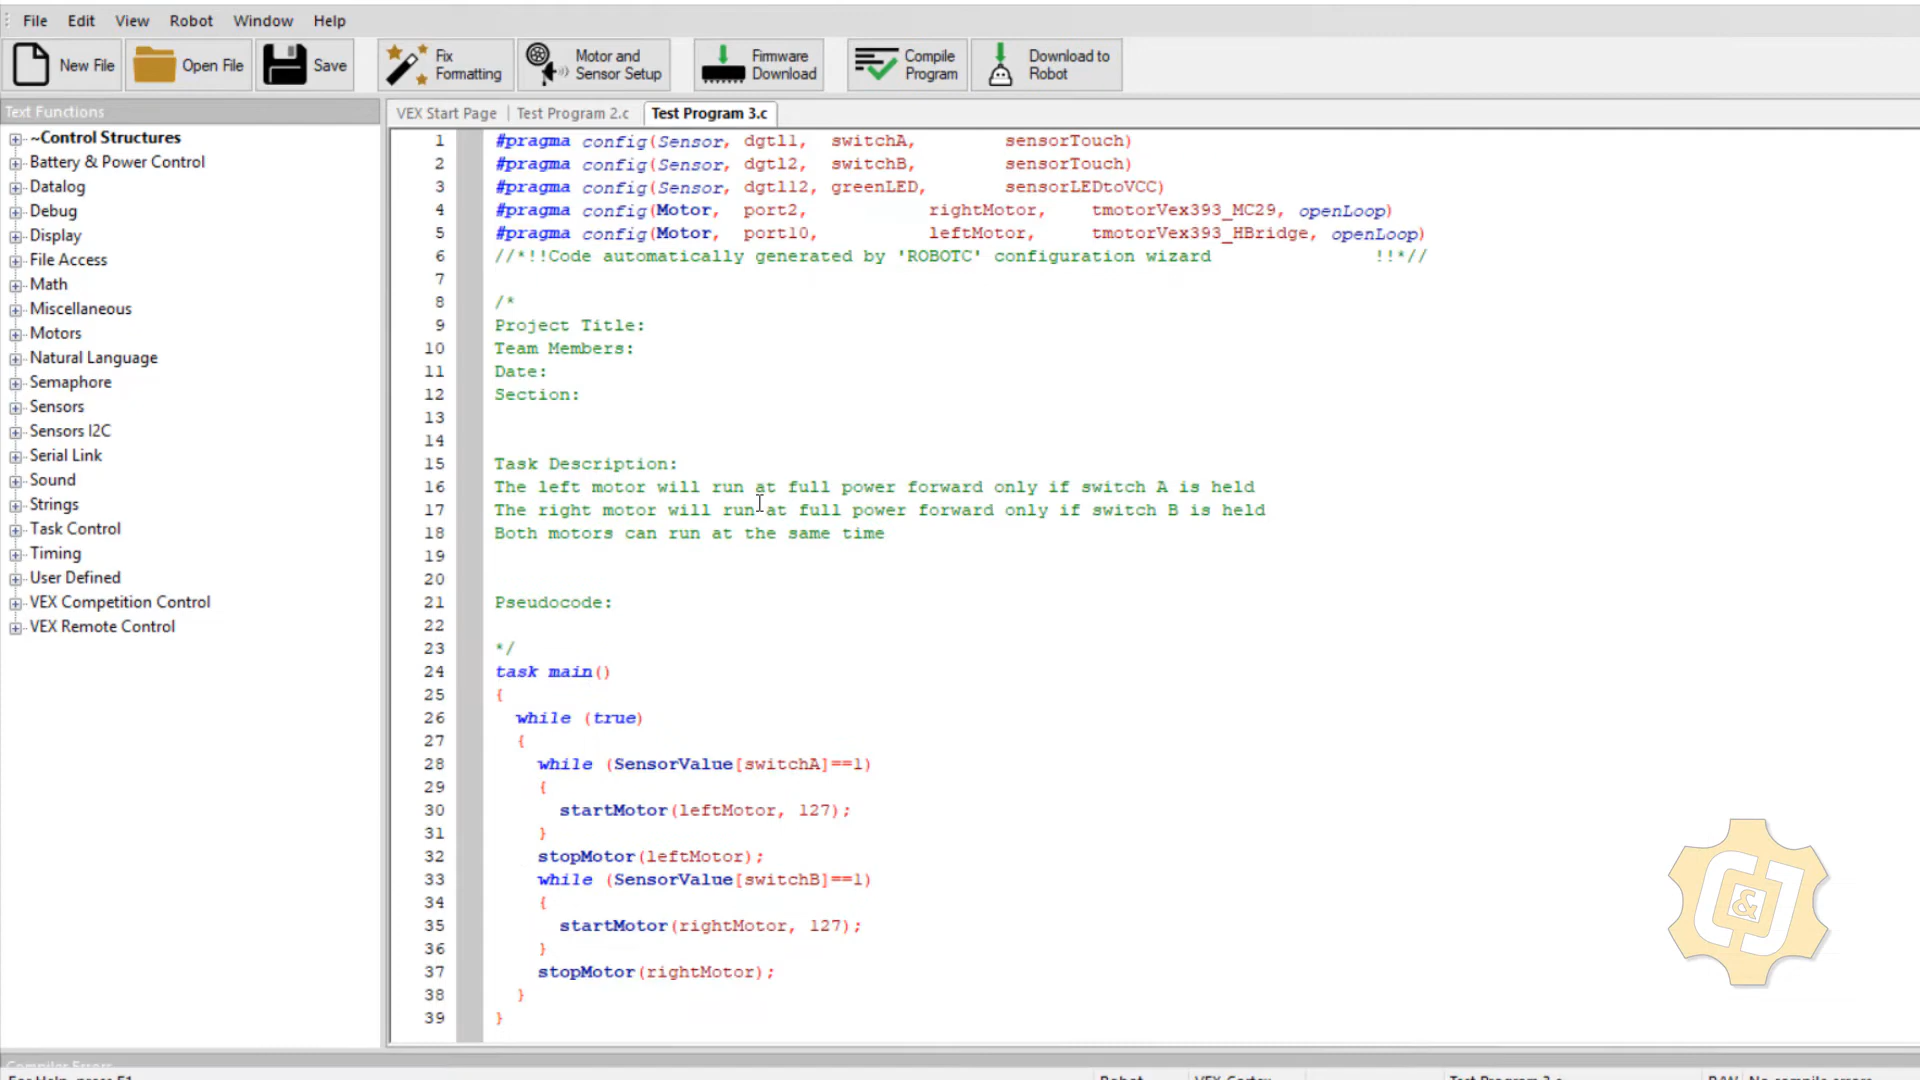 File Edit View Robot Window Help
New File Open File Save Fix Formatting Motor and Sensor Setup Firmware Download Compile Program Download to Robot
Text Functions
~Control Structures
Battery & Power Control
Datalog
Debug
Display
File Access
Math
Miscellaneous
Motors
Natural Language
Semaphore
Sensors
Sensors I2C
Serial Link
Sound
Strings
Task Control
Timing
User Defined
VEX Competition Control
VEX Remote Control
VEX Start Page Test Program 2.c Test Program 3.c
1 #pragma config(Sensor, dgtl1, switchA, sensorTouch)
2 #pragma config(Sensor, dgtl2, switchB, sensorTouch)
3 #pragma config(Sensor, dgtl12, greenLED, sensorLEDtoVCC)
4 #pragma config(Motor, port2, rightMotor, tmotorVex393_MC29, openLoop)
5 #pragma config(Motor, port10, leftMotor, tmotorVex393_HBridge, openLoop)
6 //*!!Code automatically generated by 'ROBOTC' configuration wizard !!*//
7
8 /*
9 Project Title:
10 Team Members:
11 Date:
12 Section:
13
14
15 Task Description:
16 The left motor will run at full power forward only if switch A is held
17 The right motor will run at full power forward only if switch B is held
18 Both motors can run at the same time
19
20
21 Pseudocode:
22
23 */
24 task main()
25 {
26 while (true)
27 {
28 while (SensorValue[switchA]==1)
29 {
30 startMotor(leftMotor, 127);
31 }
32 stopMotor(leftMotor);
33 while (SensorValue[switchB]==1)
34 {
35 startMotor(rightMotor, 127);
36 }
37 stopMotor(rightMotor);
38 }
39 }
&